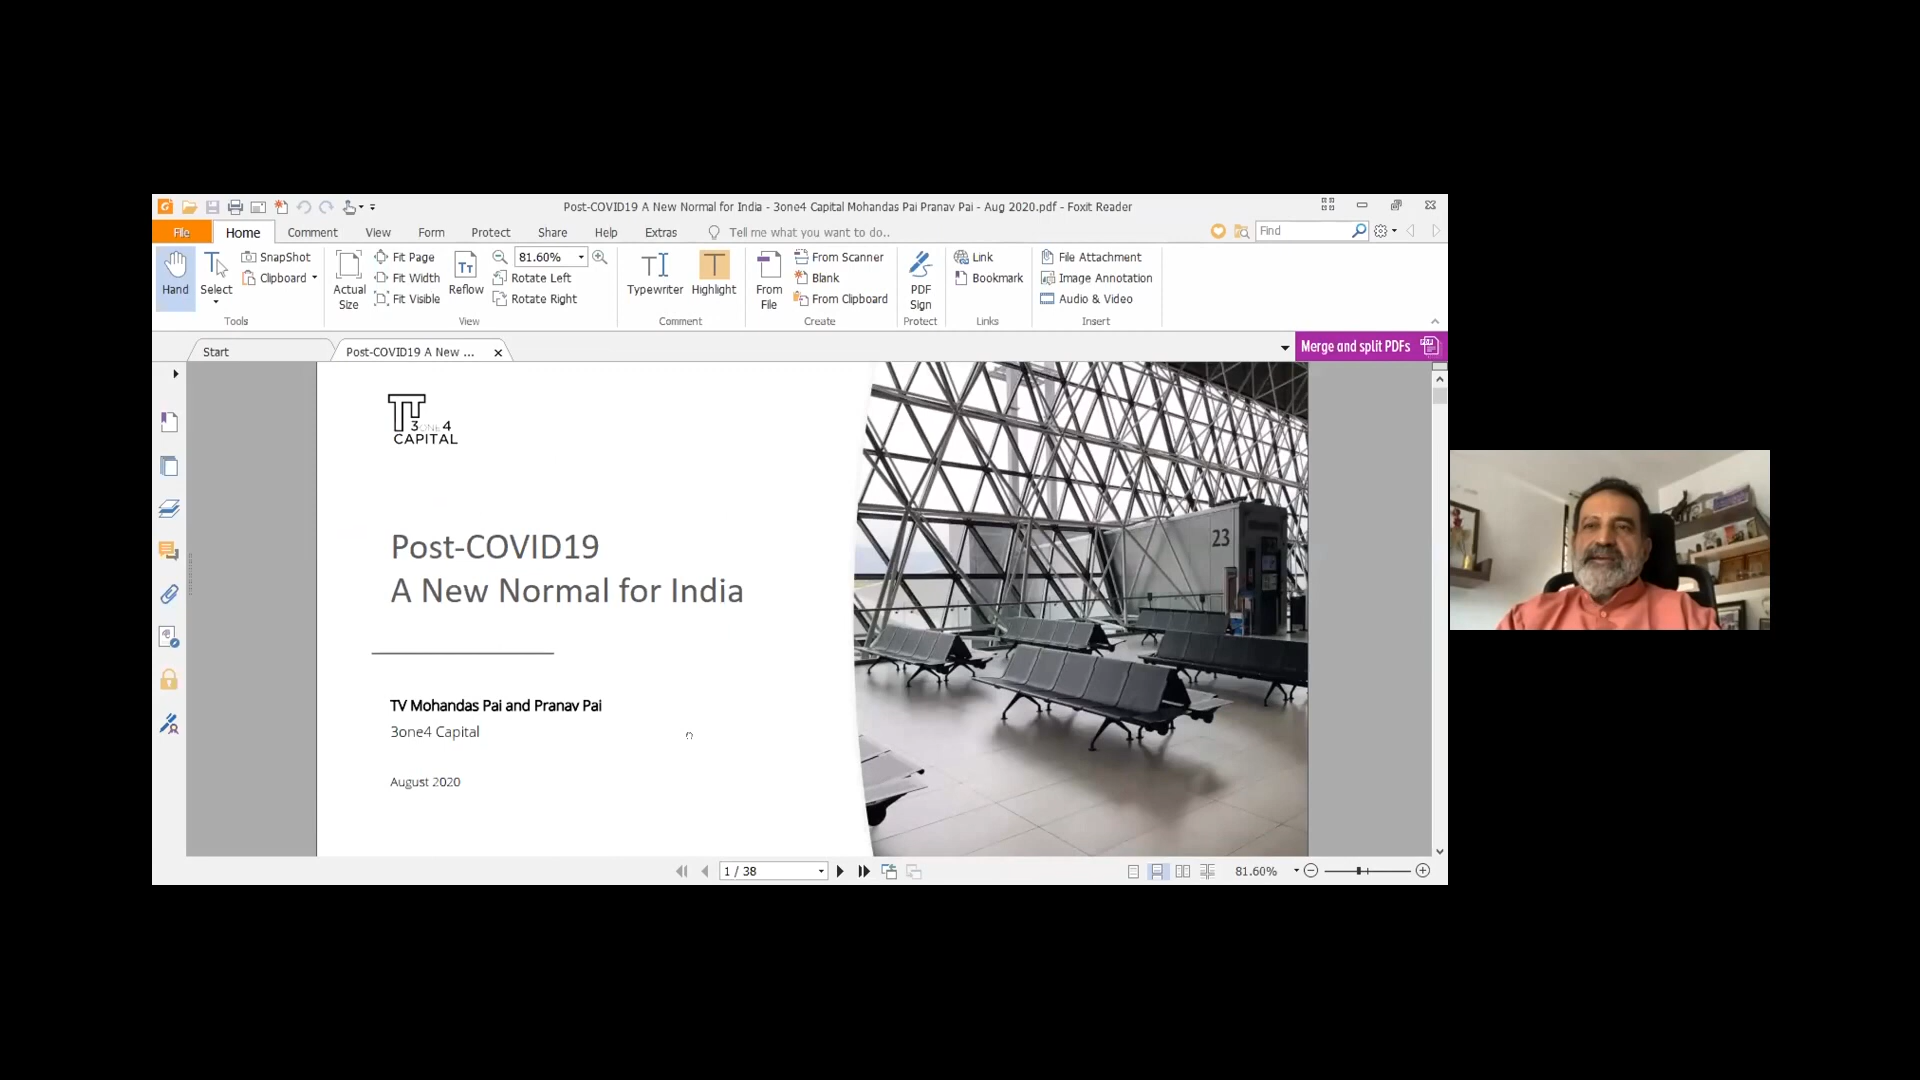 Post-COVID19 A New Normal for India - 3one4 Capital Mohandas Pai Pranav Pai - Aug 2020.pdf - Foxit Reader
File Home Comment View Form Protect Share Help Extras Tell me what you want to do.. Find
Hand
Select
SnapShot
Clipboard
Tools
Actual
Size
Fit Page
Fit Width
Fit Visible
Reflow
81.60%
Rotate Left
Rotate Right
View
Typewriter
Highlight
Comment
From
File
From Scanner
Blank
From Clipboard
Create
PDF
Sign
Protect
Link
Bookmark
Links
File Attachment
Image Annotation
Audio & Video
Insert
Start
Post-COVID19 A New ...
Merge and split PDFs
3ONE4
CAPITAL
Post-COVID19
A New Normal for India
TV Mohandas Pai and Pranav Pai
3one4 Capital
August 2020
23
1 / 38
81.60%